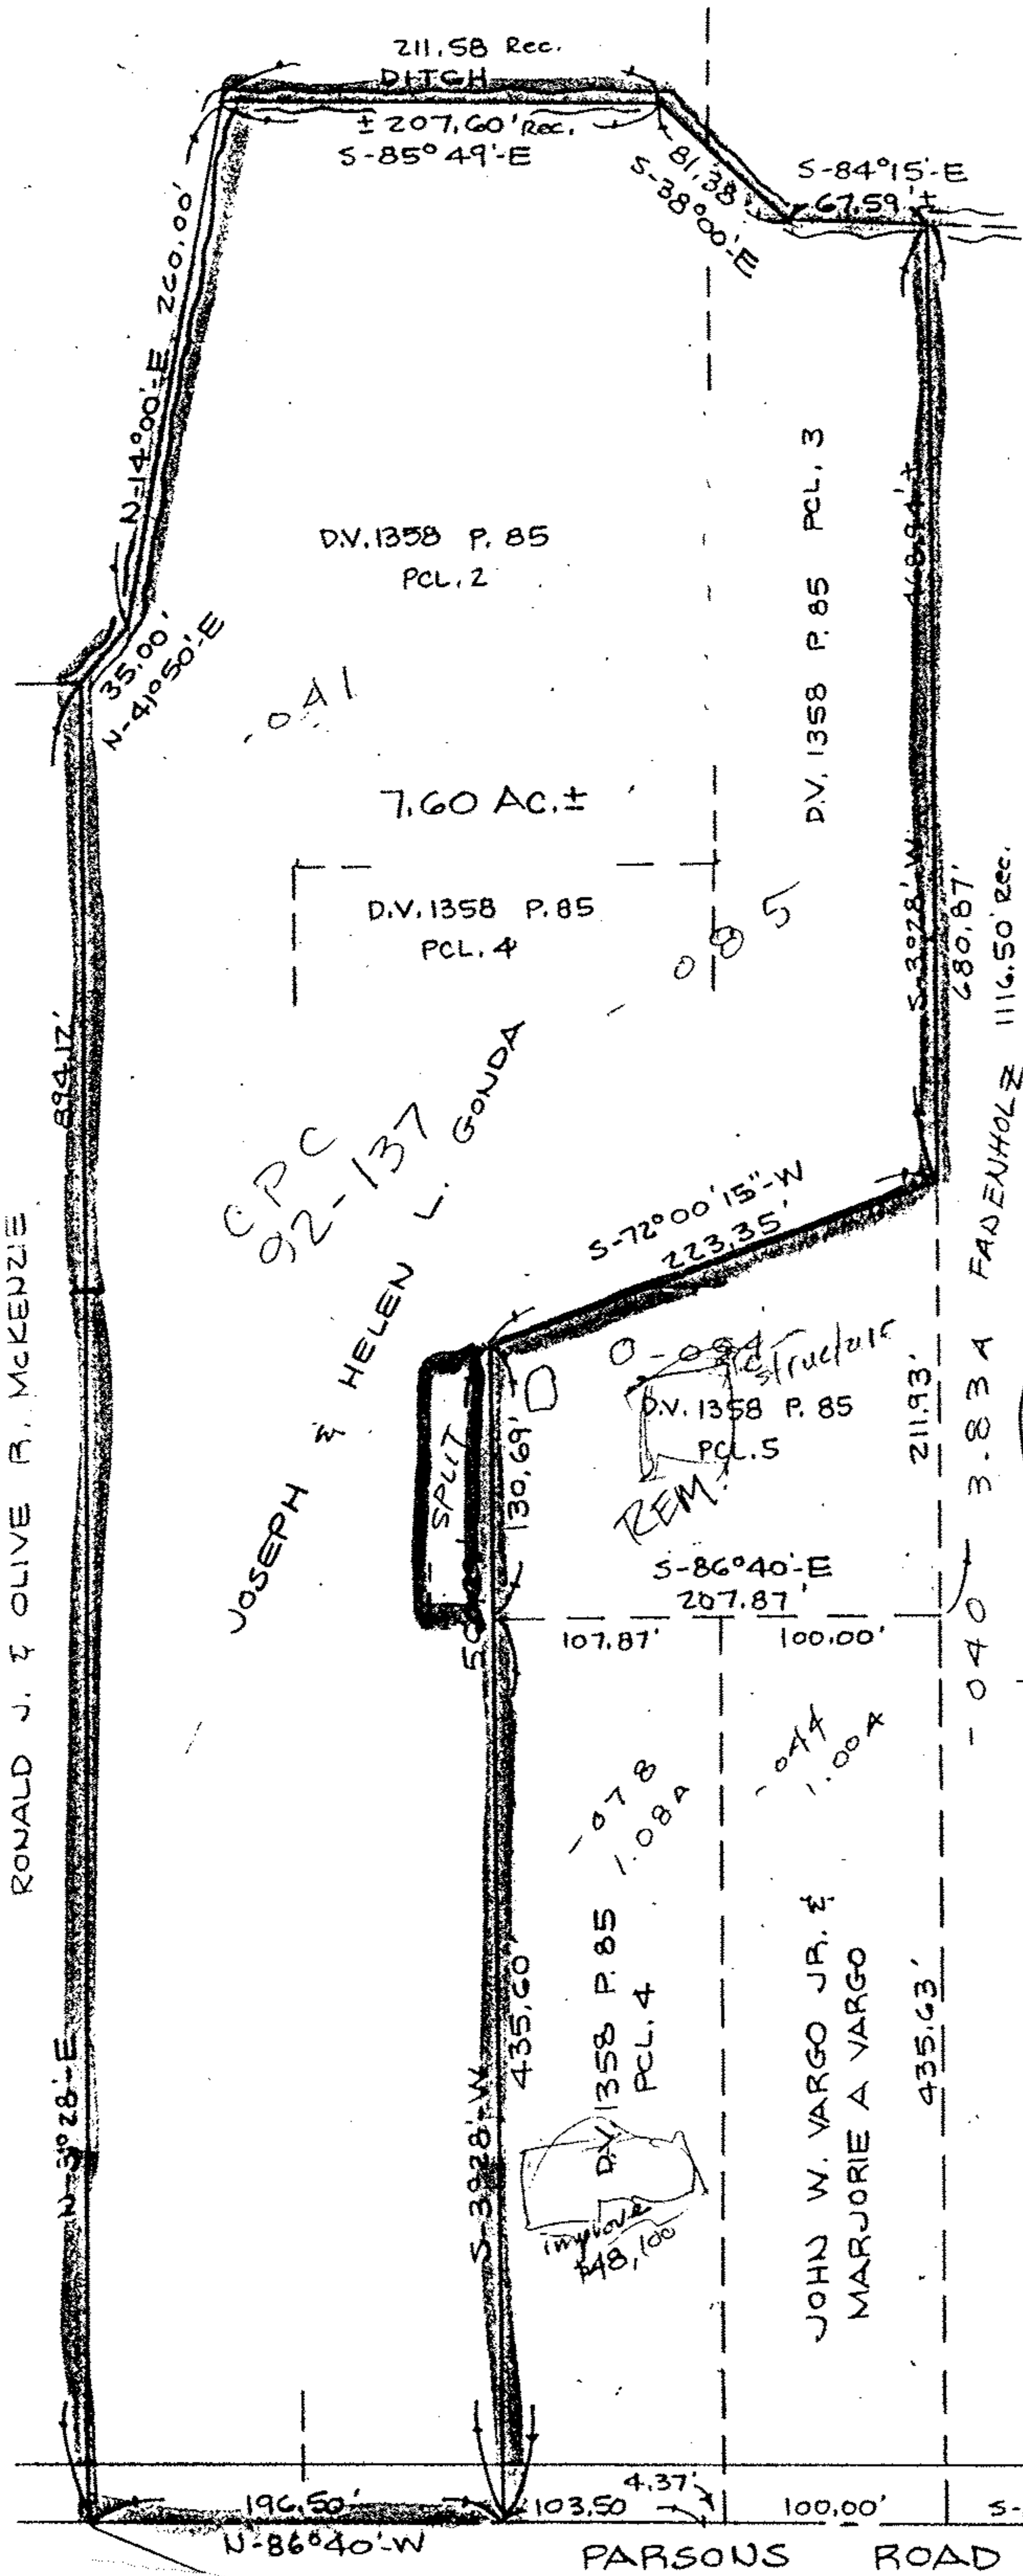 211.58 Rec.
DITCH
± 207.60' Rec.
S-85°49'-E
81.38'
S-38°00'-E
S-84°15'-E
67.59'±
N-14°00'-E 260.00'
35.00'
N-41°50'-E
D.V. 1358 P. 85
PCL. 2
D.V. 1358 P. 85 PCL. 3
468.94'±
-041
7.60 AC.±
D.V. 1358 P. 85
PCL. 4
- 085
S-3°28'-W
680.87'
FADENHOLZ 1116.50' Rec.
894.17'
CPC
92-137
JOSEPH & HELEN L. GONDA
RONALD J. & OLIVE R. McKENZIE
S-72°00'15"-W
223.35'
structure
D.V. 1358 P. 85
PCL. 5
REM.
SPLIT
130.69'
211.93'
-040 3.83A
S-86°40'-E
207.87'
107.87'
100.00'
-078
1.08A
-044
1.00A
D.V. 1358 P. 85
PCL. 4
JOHN W. VARGO JR. &
MARJORIE A VARGO
435.60'
435.63'
N-3°28'-E
S-3°28'-W
improve
$48,100
196.50'
N-86°40'-W
103.50
4.37'
100.00'
S-
PARSONS ROAD